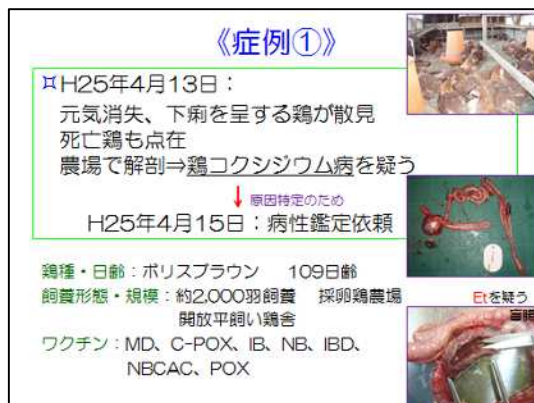 《症例①》
¤H25年4月13日：
元気消失、下痢を呈する鶏が散見
死亡鶏も点在
農場で解剖⇒鶏コクシジウム病を疑う
↓原因特定のため
H25年4月15日：病性鑑定依頼
鶏種・日齢：ボリスブラウン　109日齢
飼養形態・規模：約2,000羽飼養　採卵鶏農場
開放平飼い鶏舎
ワクチン：MD、C-POX、IB、NB、IBD、
NBCAC、POX
Etを疑う
盲腸